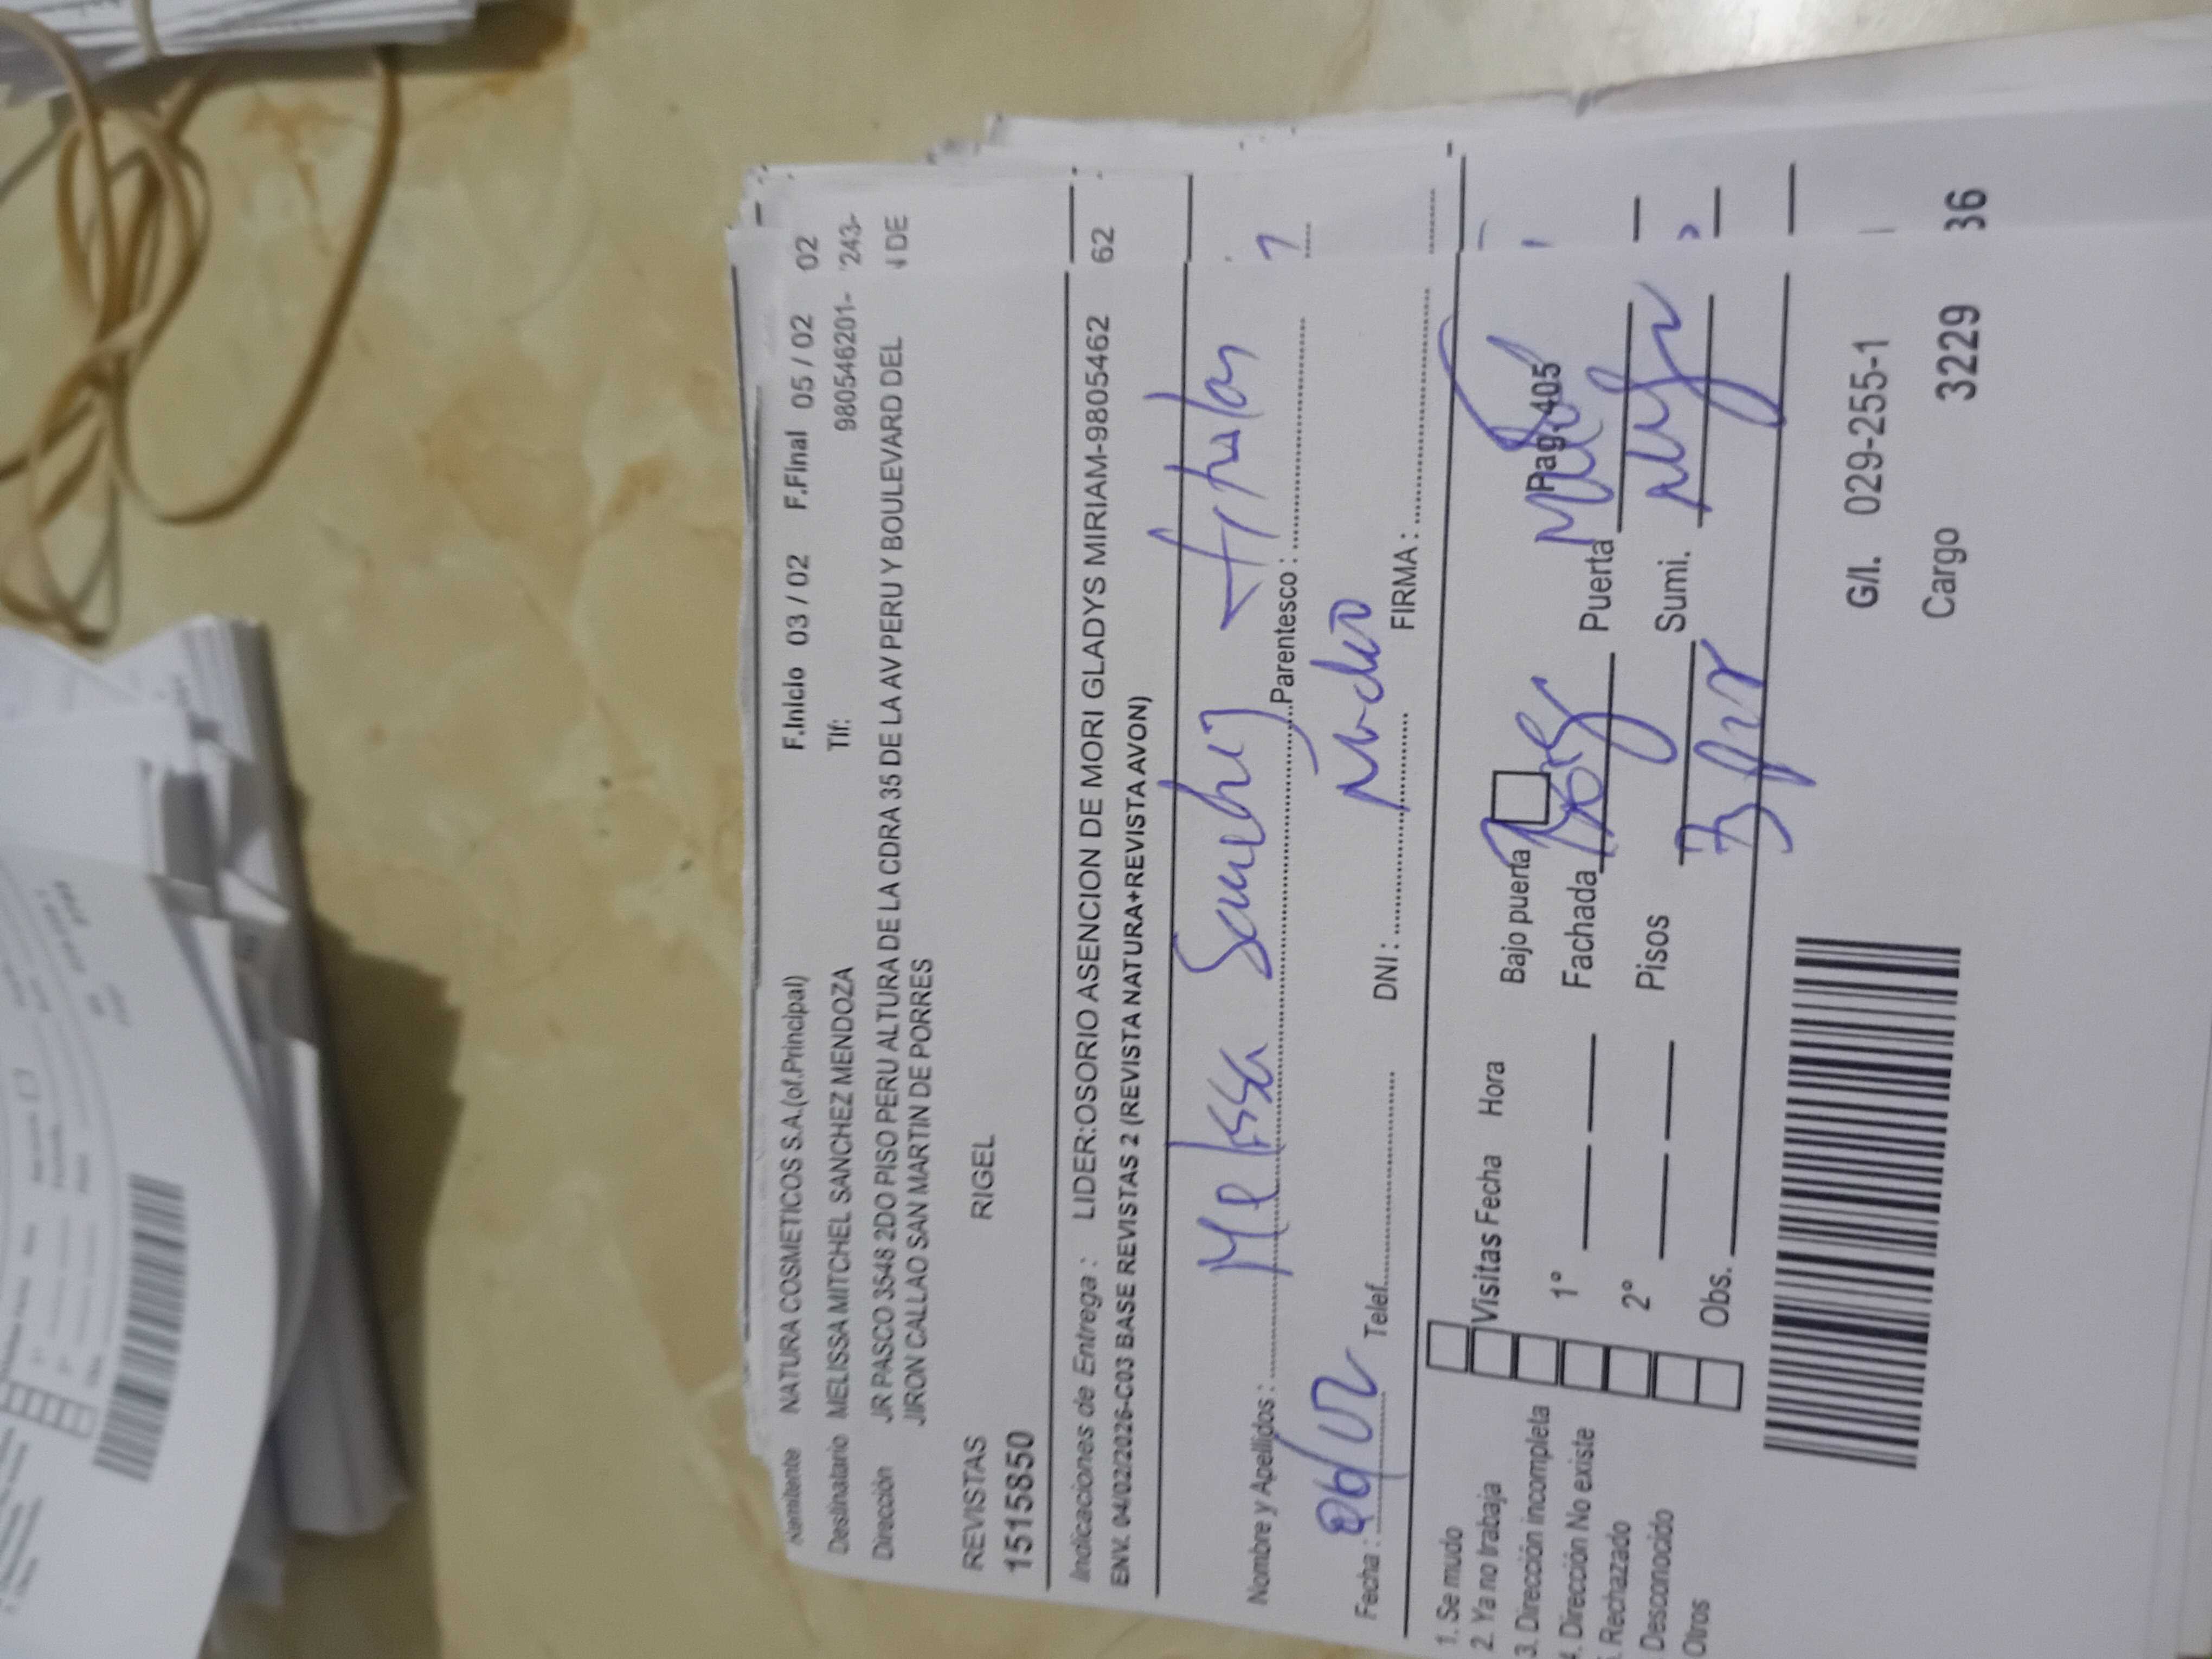 Remitente NATURA COSMETICOS S.A.(of.Principal) F.Inicio 03 / 02 F.Final 05 / 02 02
Destinatario MELISSA MITCHEL SANCHEZ MENDOZA Tlf: 980546201- 243-
Dirección JR PASCO 3548 2DO PISO PERU ALTURA DE LA CDRA 35 DE LA AV PERU Y BOULEVARD DEL N DE
JIRON CALLAO SAN MARTIN DE PORRES
REVISTAS RIGEL
15158850
Indicaciones de Entrega : LIDER:OSORIO ASENCION DE MORI GLADYS MIRIAM-9805462 62
ENV. 04/02/2026-C03 BASE REVISTAS 2 (REVISTA NATURA+REVISTA AVON)
Melissa Sanchez Titular
Nombre y Apellidos : Parentesco :
06/02
Fecha : Telef. DNI : FIRMA :
1. Se mudo
2. Ya no trabaja
3. Dirección incompleta
4. Dirección No existe
. Rechazado
Desconocido
Otros
Visitas Fecha Hora Bajo puerta Pag. 405
1° Fachada Puerta
2° Pisos 3 Sumi.
Obs.
G/I. 029-255-1
Cargo 3229 36